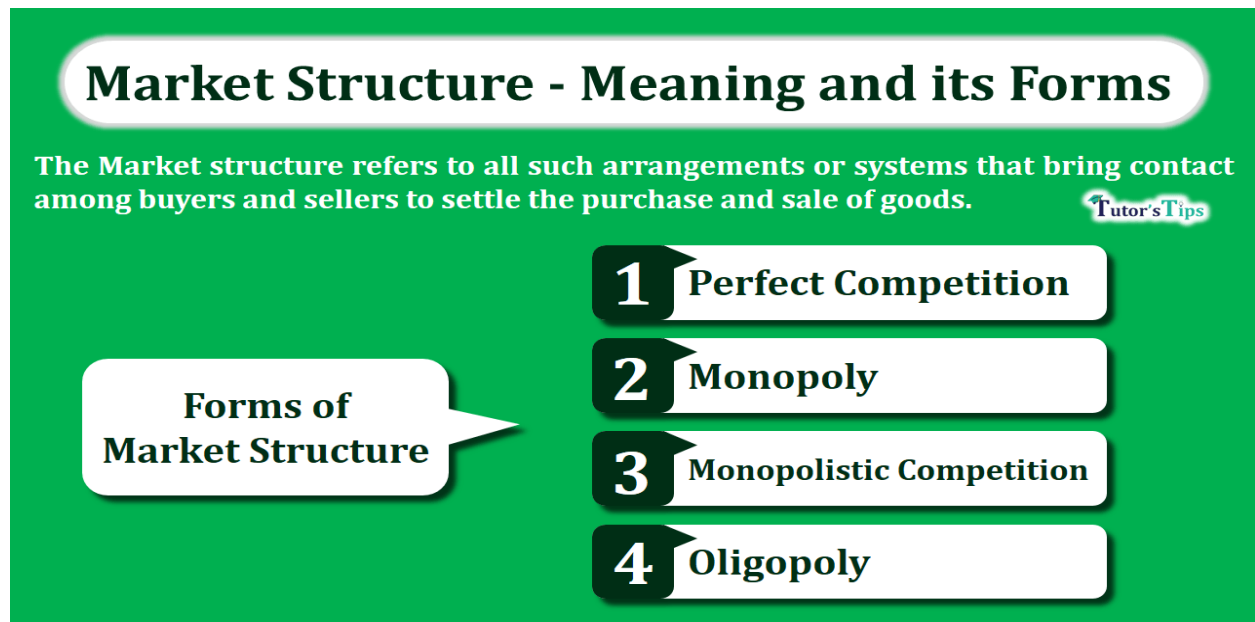 Market Structure - Meaning and its Forms
The Market structure refers to all such arrangements or systems that bring contact
among buyers and sellers to settle the purchase and sale of goods.
Tutor'sTips
1 Perfect Competition
2 Monopoly
Forms of
Market Structure
3 Monopolistic Competition
4 Oligopoly